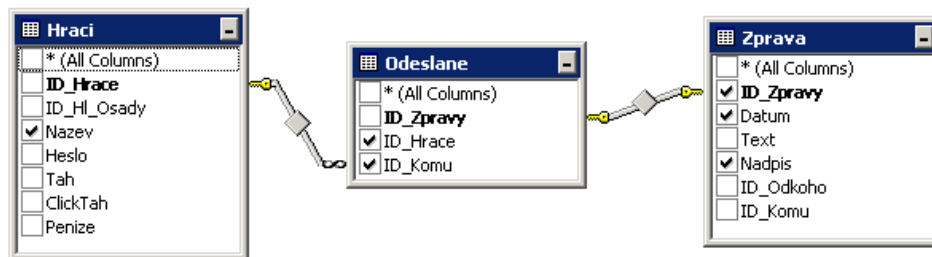 Hraci
* (All Columns)
ID_Hrace
ID_Hl_Osady
Nazev
Heslo
Tah
ClickTah
Penize
Odeslane
* (All Columns)
ID_Zpravy
ID_Hrace
ID_Komu
Zprava
* (All Columns)
ID_Zpravy
Datum
Text
Nadpis
ID_Odkoho
ID_Komu